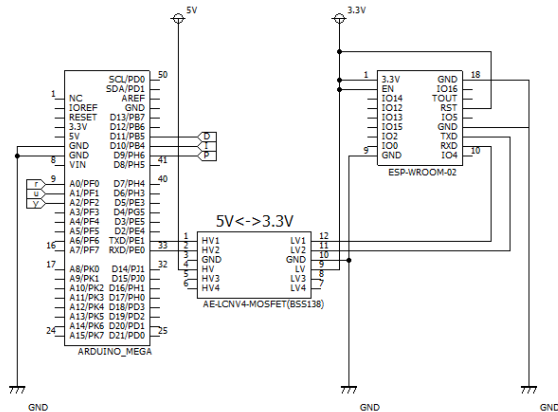 5V
3.3V
SCL/PD0 50
SDA/PD1
1 NC AREF
IOREF GND
RESET D13/PB7
3.3V D12/PB6
5V D11/PB5 D
GND D10/PB4 I
GND D9/PH6 P
8 VIN D8/PH5 41
r 9 A0/PF0 D7/PH4 40
u A1/PF1 D6/PH3
y A2/PF2 D5/PE3
A3/PF3 D4/PG5
A4/PF4 D3/PE5
A5/PF5 D2/PE4
A6/PF6 TXD/PE1
16 A7/PF7 RXD/PE0 33
17 A8/PK0 D14/PJ1 32
A9/PK1 D15/PJ0
A10/PK2 D16/PH1
A11/PK3 D17/PH0
A12/PK4 D18/PD3
A13/PK5 D19/PD2
A14/PK6 D20/PD1
24 A15/PK7 D21/PD0 25
ARDUINO_MEGA
5V<->3.3V
1 HV1 LV1 12
2 HV2 LV2 11
3 GND GND 10
4 HV LV 9
5 HV3 LV3 8
6 HV4 LV4 7
AE-LCNV4-MOSFET(BSS138)
1 3.3V GND 18
EN IO16
IO14 TOUT
IO12 RST
IO13 IO5
IO15 GND
IO2 TXD
IO0 RXD
9 GND IO4 10
ESP-WROOM-02
GND
GND
GND